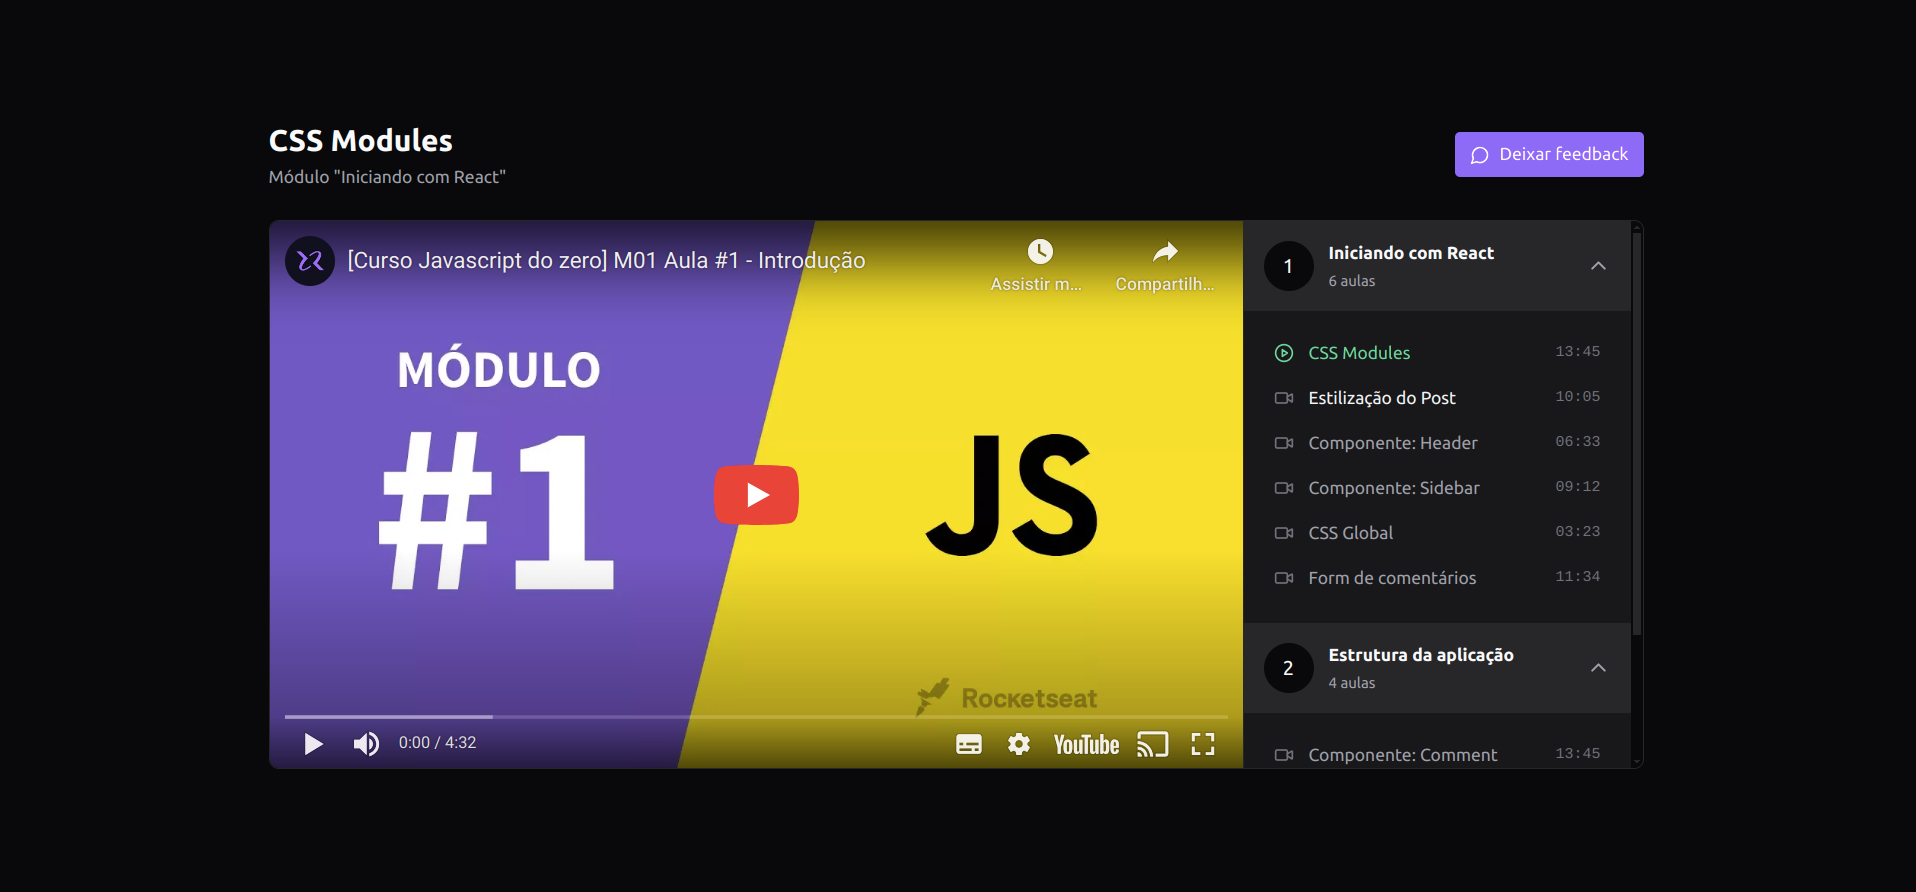 CSS Modules
Módulo "Iniciando com React"
Deixar feedback
[Curso Javascript do zero] M01 Aula #1 - Introdução
Assistir m...
Compartilh...
MÓDULO
#1
JS
Rocketseat
0:00 / 4:32
YouTube
1
Iniciando com React
6 aulas
CSS Modules 13:45
Estilização do Post 10:05
Componente: Header 06:33
Componente: Sidebar 09:12
CSS Global 03:23
Form de comentários 11:34
2
Estrutura da aplicação
4 aulas
Componente: Comment 13:45